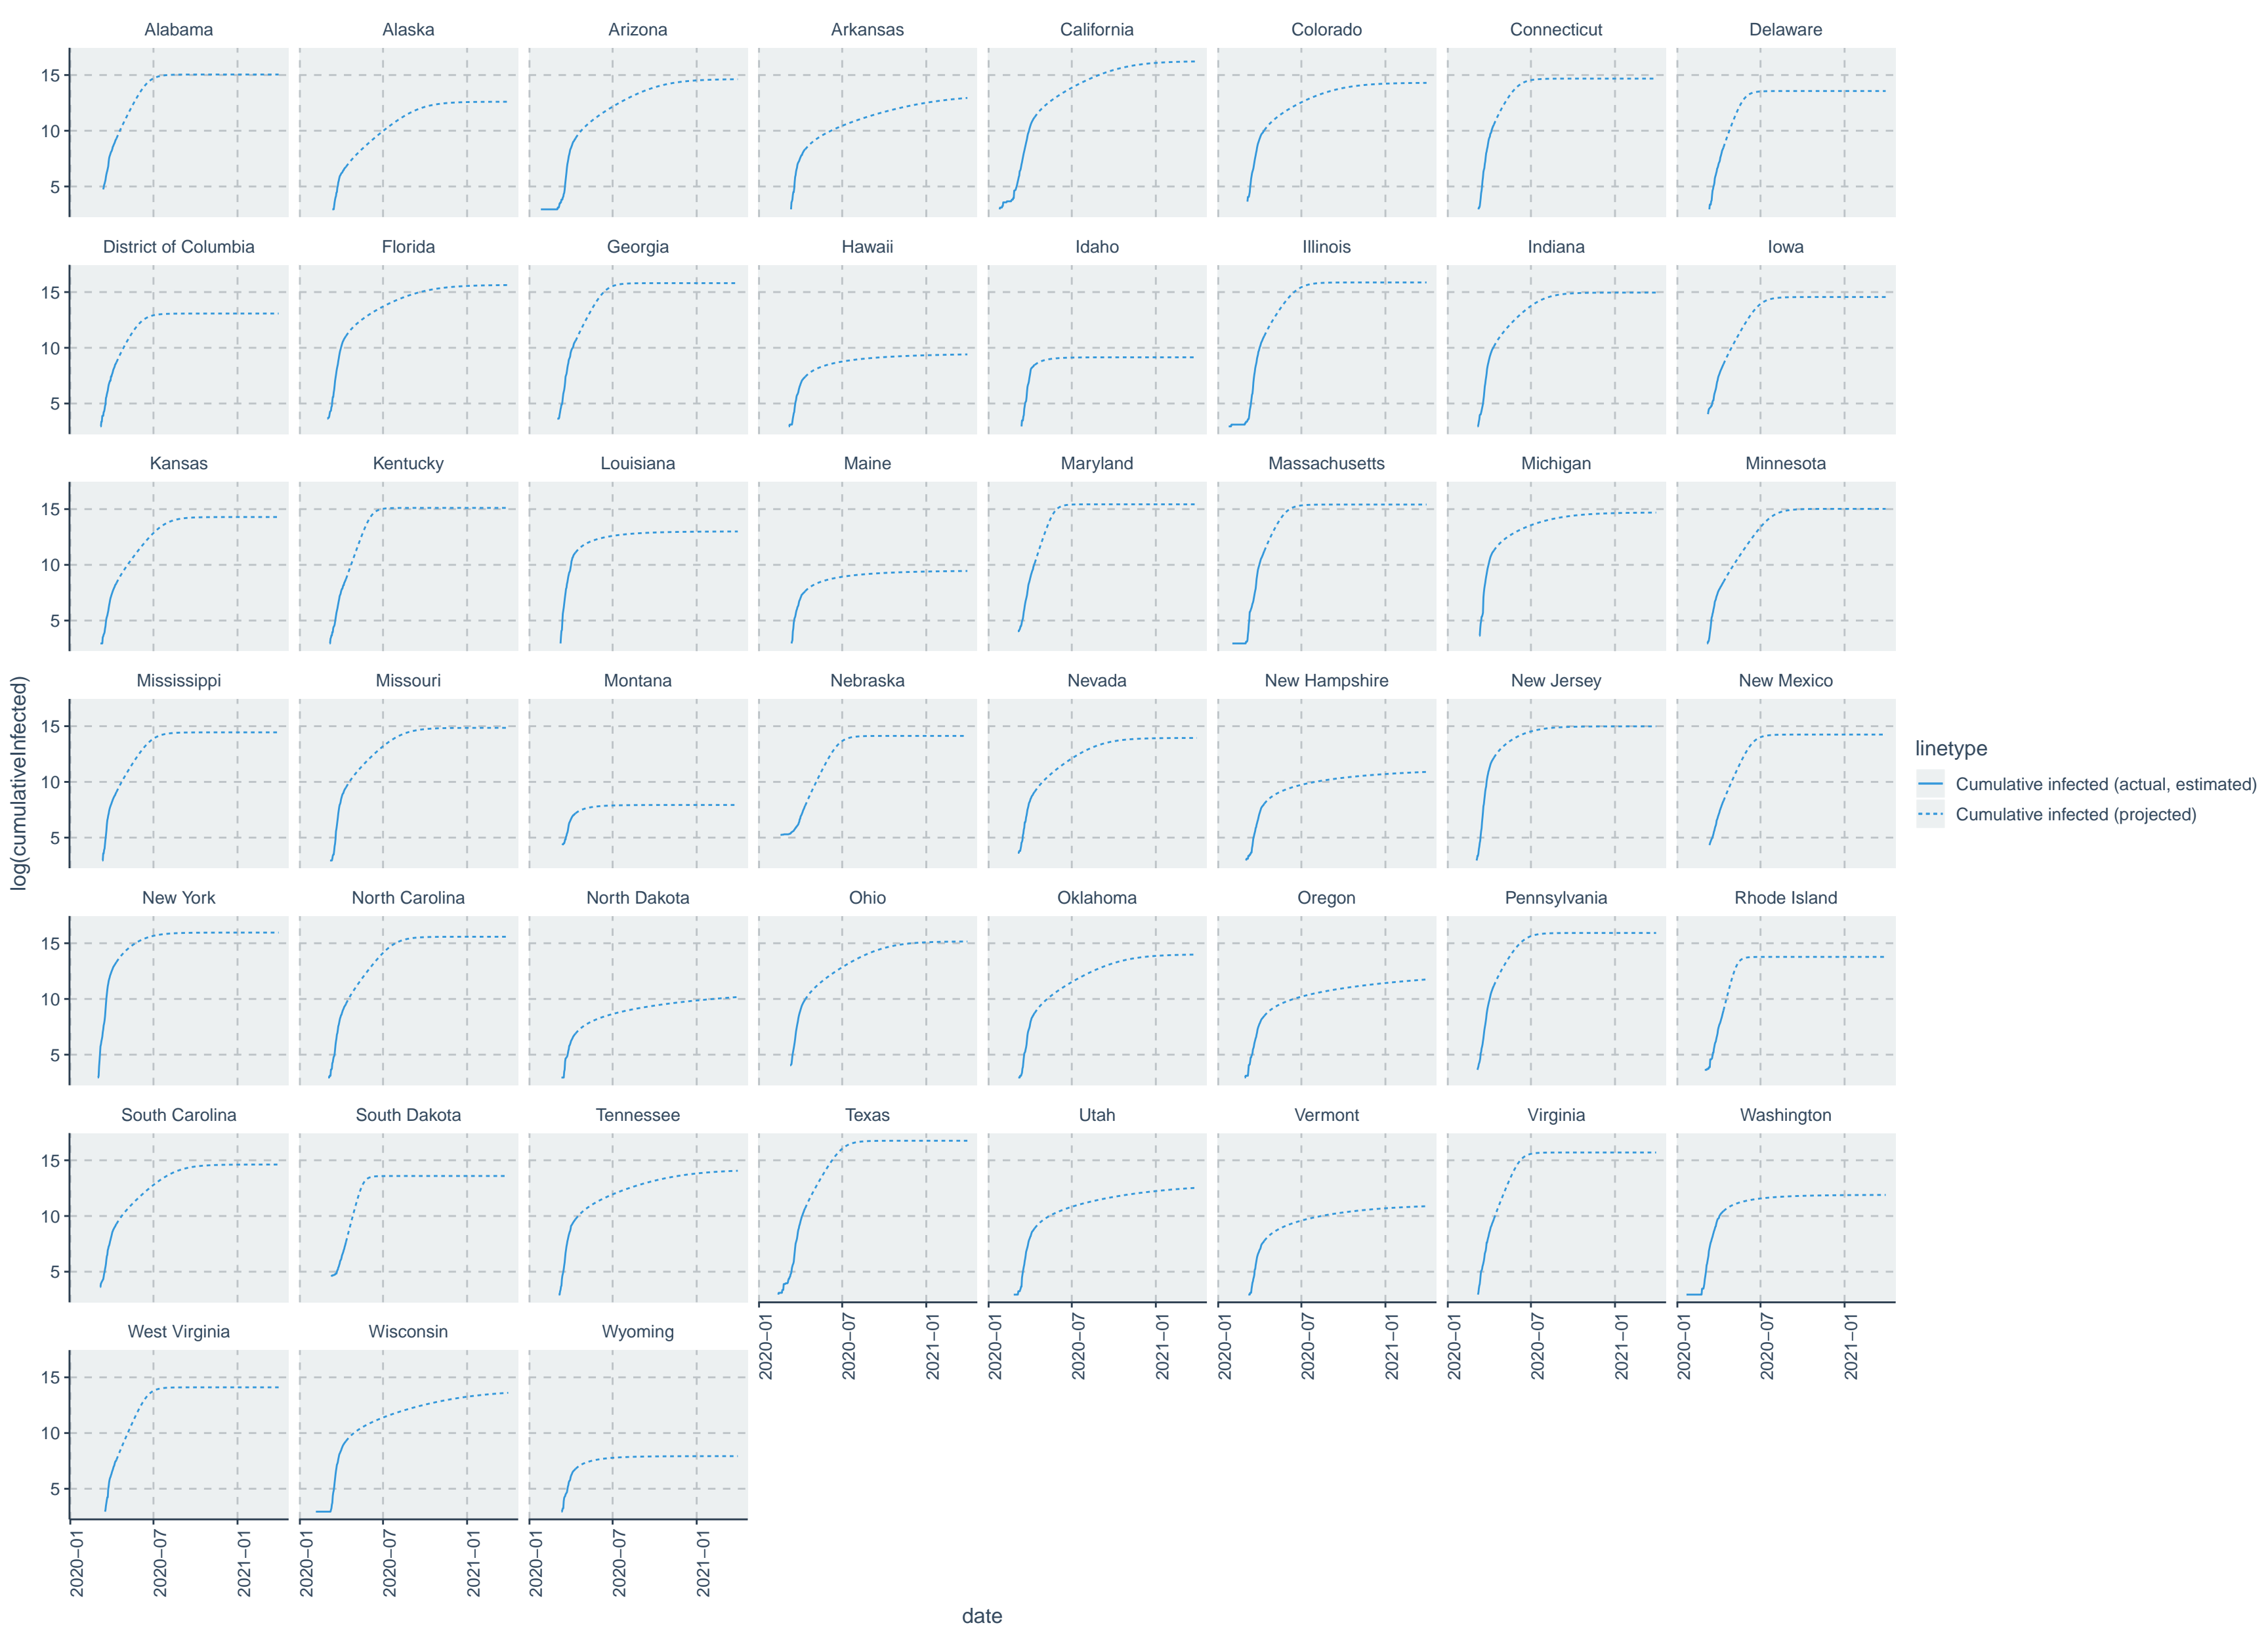 Alabama Alaska Arizona Arkansas California Colorado Connecticut Delaware
15
10
5
District of Columbia Florida Georgia Hawaii Idaho Illinois Indiana Iowa
15
10
5
Kansas Kentucky Louisiana Maine Maryland Massachusetts Michigan Minnesota
15
10
5
Mississippi Missouri Montana Nebraska Nevada New Hampshire New Jersey New Mexico
15
10
5
New York North Carolina North Dakota Ohio Oklahoma Oregon Pennsylvania Rhode Island
15
10
5
South Carolina South Dakota Tennessee Texas Utah Vermont Virginia Washington
15
10
5
2020−01 2020−07 2021−01 2020−01 2020−07 2021−01 2020−01 2020−07 2021−01 2020−01 2020−07 2021−01 2020−01 2020−07 2021−01
West Virginia Wisconsin Wyoming
15
10
5
2020−01 2020−07 2021−01 2020−01 2020−07 2021−01 2020−01 2020−07 2021−01
date
log(cumulativeInfected)
linetype
Cumulative infected (actual, estimated)
Cumulative infected (projected)